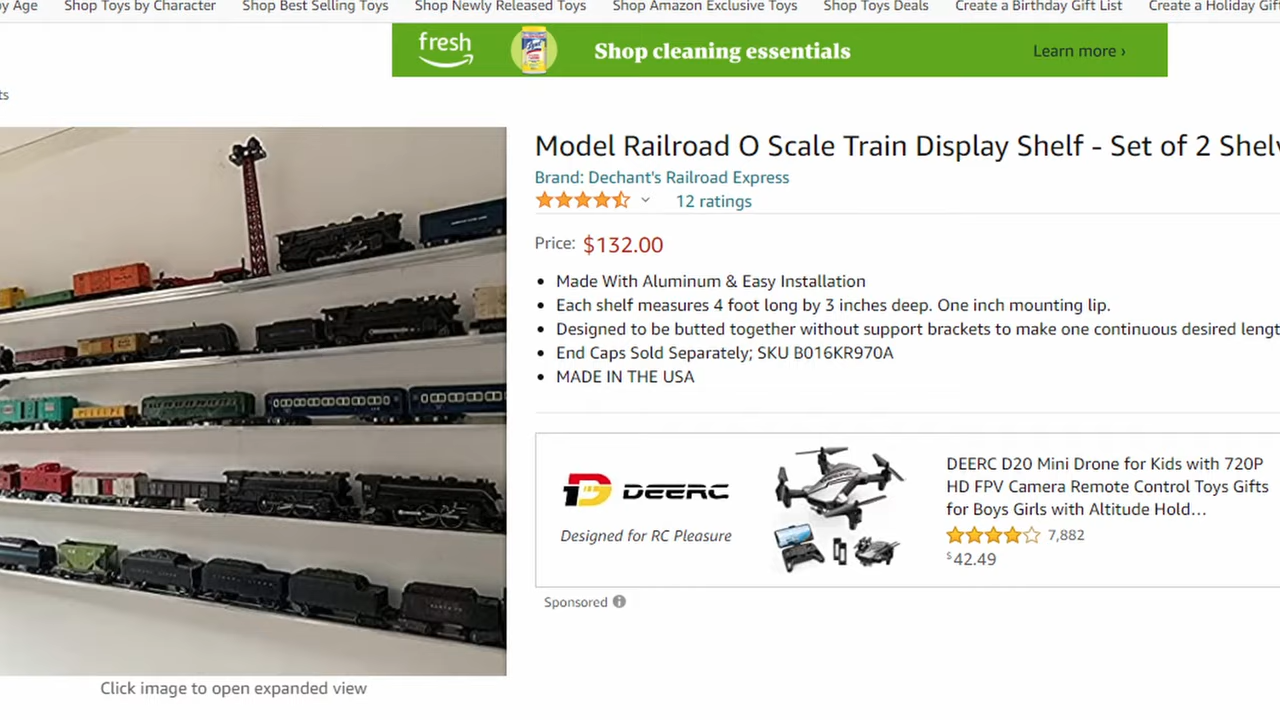 Age
Shop Toys by Character
Shop Best Selling Toys
Shop Newly Released Toys
Shop Amazon Exclusive Toys
Shop Toys Deals
Create a Birthday Gift List
Create a Holiday
fresh
Lysol
Shop cleaning essentials
Learn more ›
Model Railroad O Scale Train Display Shelf - Set of 2
Brand: Dechant's Railroad Express
12 ratings
Price: $132.00
• Made With Aluminum & Easy Installation
• Each shelf measures 4 foot long by 3 inches deep. One inch mounting lip.
• Designed to be butted together without support brackets to make one continuous desired
• End Caps Sold Separately; SKU B016KR970A
• MADE IN THE USA
DEERC
Designed for RC Pleasure
DEERC D20 Mini Drone for Kids with 720P
HD FPV Camera Remote Control Toys Gifts
for Boys Girls with Altitude Hold…
7,882
$42.49
Sponsored
Click image to open expanded view